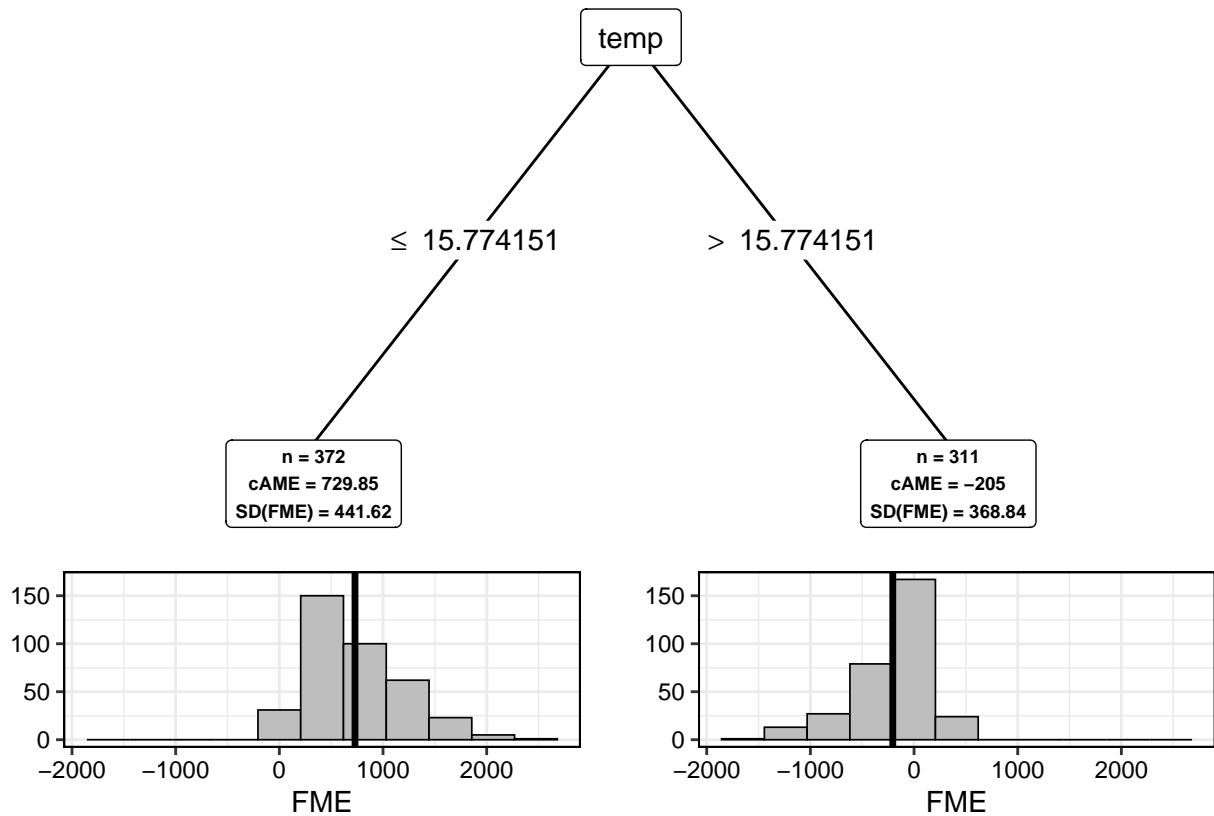 temp
≤ 15.774151
> 15.774151
n = 372
cAME = 729.85
SD(FME) = 441.62
n = 311
cAME = −205
SD(FME) = 368.84
150
100
50
0
−2000 −1000 0 1000 2000
FME
150
100
50
0
−2000 −1000 0 1000 2000
FME